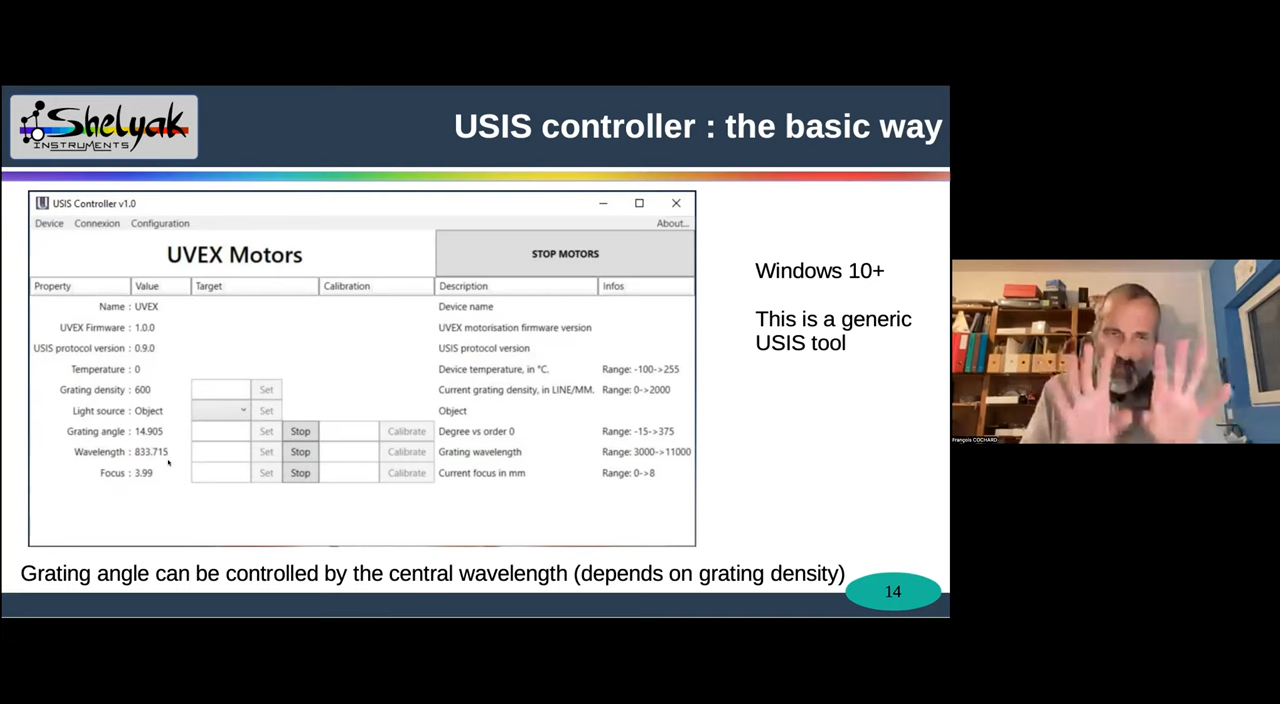 Shelyak
INSTRUMENTS
USIS controller : the basic way
USIS Controller v1.0
Device Connexion Configuration About...
UVEX Motors STOP MOTORS
Property Value Target Calibration Description Infos
Name : UVEX Device name
UVEX Firmware : 1.0.0 UVEX motorisation firmware version
USIS protocol version : 0.9.0 USIS protocol version
Temperature : 0 Device temperature, in °C. Range: -100->255
Grating density : 600 Set Current grating density, in LINE/MM. Range: 0->2000
Light source : Object Set Object
Grating angle : 14.905 Set Stop Calibrate Degree vs order 0 Range: -15->375
Wavelength : 833.715 Set Stop Calibrate Grating wavelength Range: 3000->11000
Focus : 3.99 Set Stop Calibrate Current focus in mm Range: 0->8
Windows 10+
This is a generic
USIS tool
Grating angle can be controlled by the central wavelength (depends on grating density)
14
François COCHARD